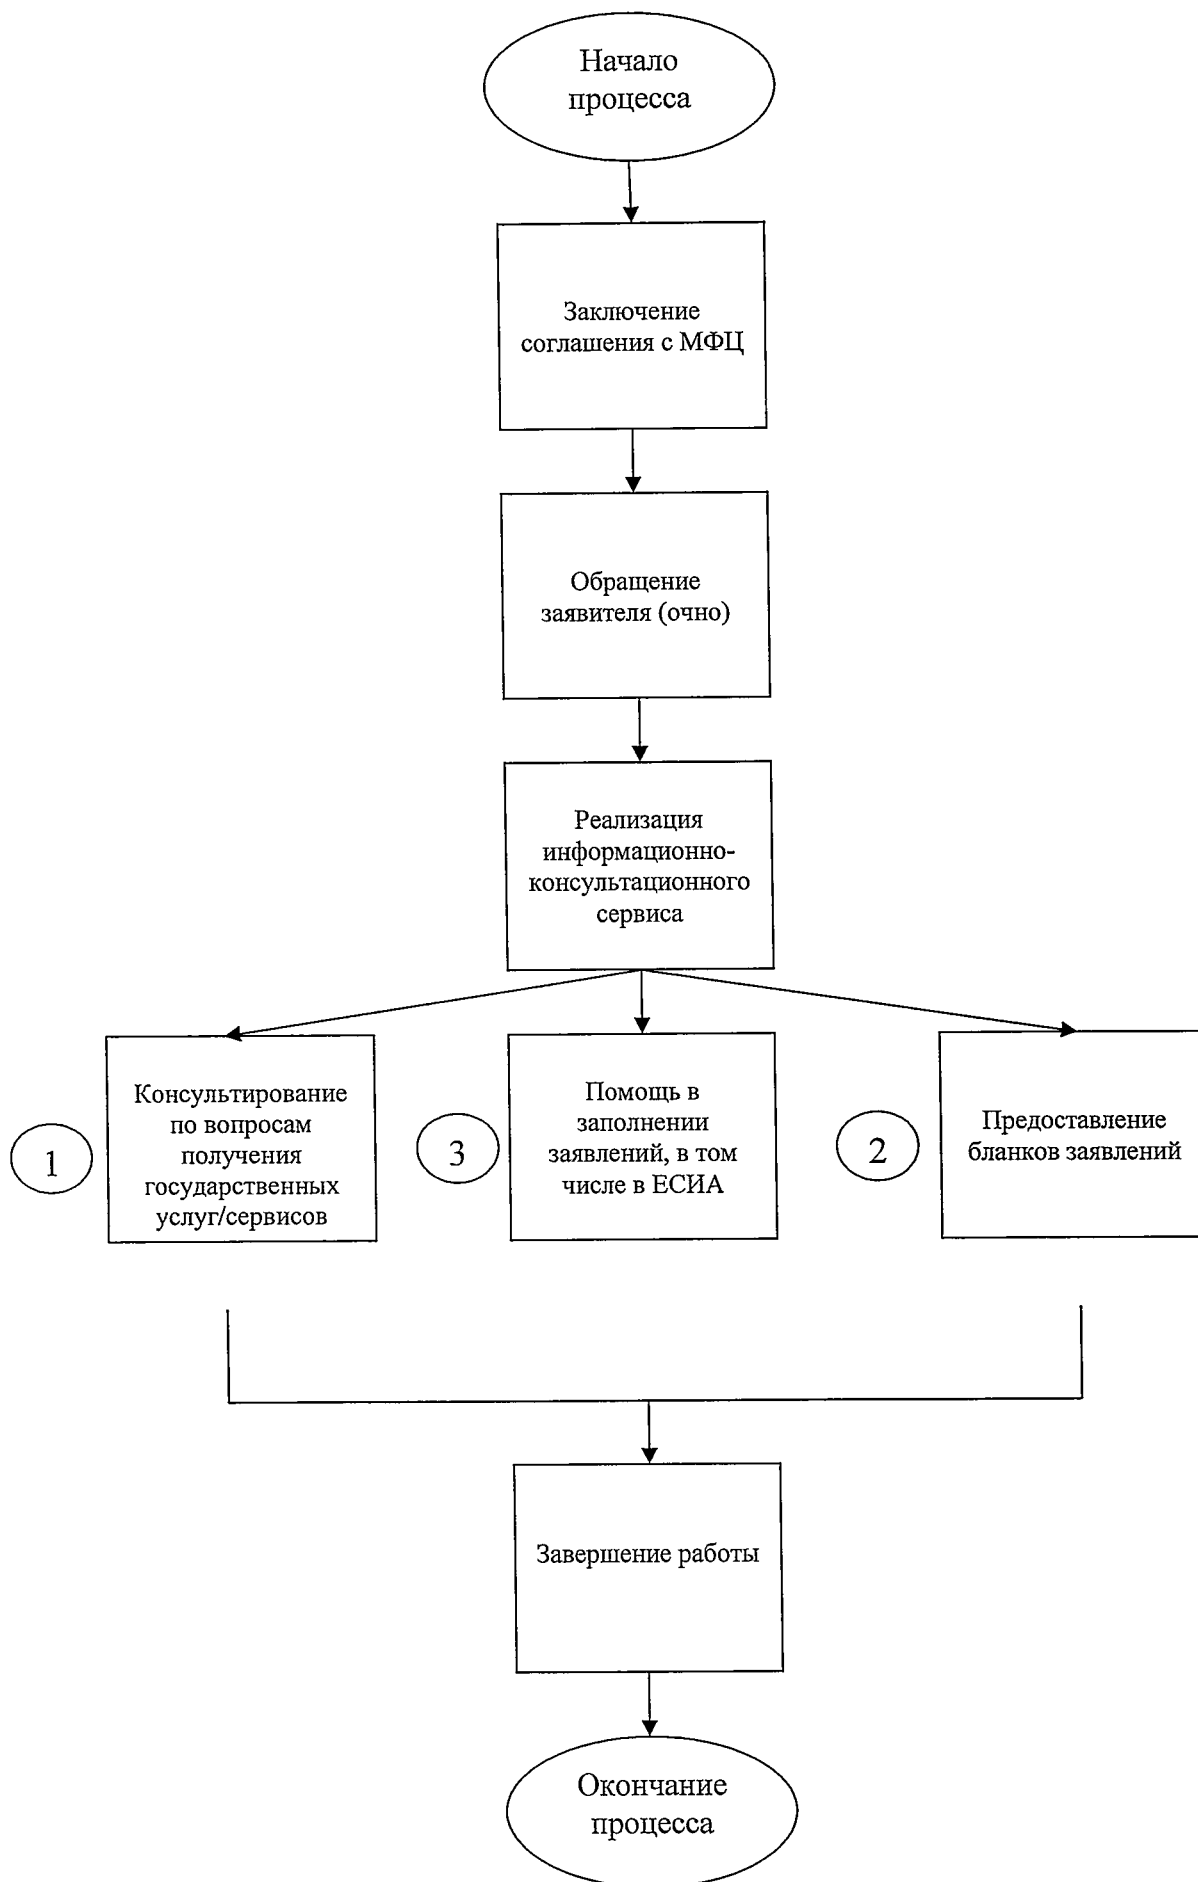 Начало
процесса
Заключение
соглашения с МФЦ
Обращение
заявителя (очно)
Реализация
информационно-
консультационного
сервиса
1
Консультирование
по вопросам
получения
государственных
услуг/сервисов
3
Помощь в
заполнении
заявлений, в том
числе в ЕСИА
2
Предоставление
бланков заявлений
Завершение работы
Окончание
процесса